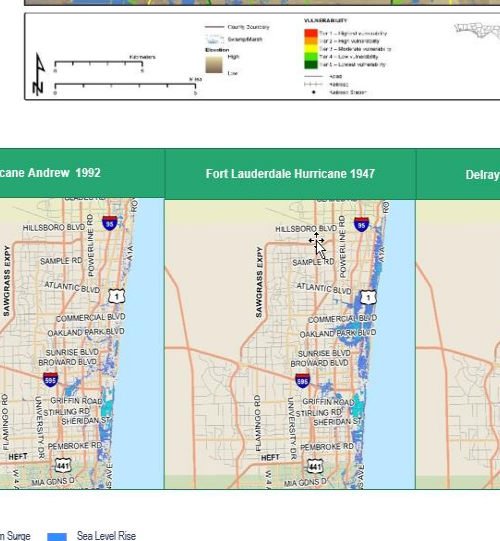 County Boundary
Swamp/Marsh
Elevation
High
Low
VULNERABILITY
Tier 1 – Highest vulnerability
Tier 2 – High vulnerability
Tier 3 – Moderate vulnerability
Tier 4 – Low vulnerability
Tier 5 – Lowest vulnerability
Road
Railroad
Railroad Station
Kilometers
N
cane Andrew 1992
Fort Lauderdale Hurricane 1947
Delray
HILLSBORO BLVD
95
POWERLINE RD
A1A
SAWGRASS EXPY
SAMPLE RD
ATLANTIC BLVD
1
COMMERCIAL BLVD
OAKLAND PARK BLVD
SUNRISE BLVD
BROWARD BLVD
595
FLAMINGO RD
UNIVERSITY DR
GRIFFIN ROAD
STIRLING RD
SHERIDAN ST
PEMBROKE RD
HEFT
441
MIA GDNS D
HILLSBORO BLVD
95
POWERLINE RD
A1A
SAWGRASS EXPY
SAMPLE RD
ATLANTIC BLVD
1
COMMERCIAL BLVD
OAKLAND PARK BLVD
SUNRISE BLVD
BROWARD BLVD
595
FLAMINGO RD
UNIVERSITY DR
GRIFFIN ROAD
STIRLING RD
SHERIDAN ST
PEMBROKE RD
HEFT
441
MIA GDNS D
m Surge
Sea Level Rise